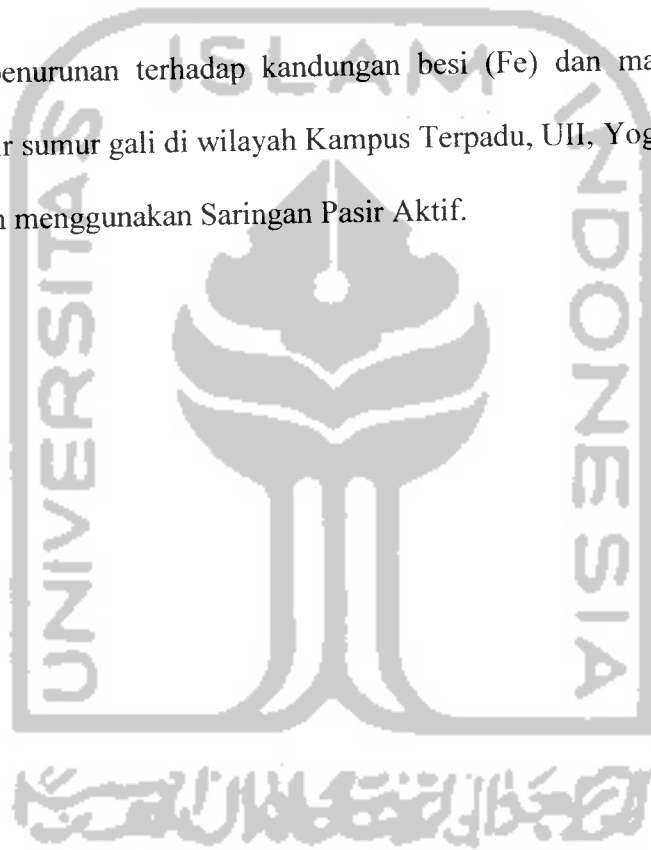 ISLAM
UNIVERSITAS
INDONESIA
penurunan terhadap kandungan besi (Fe) dan ma
r sumur gali di wilayah Kampus Terpadu, UII, Yog
n menggunakan Saringan Pasir Aktif.